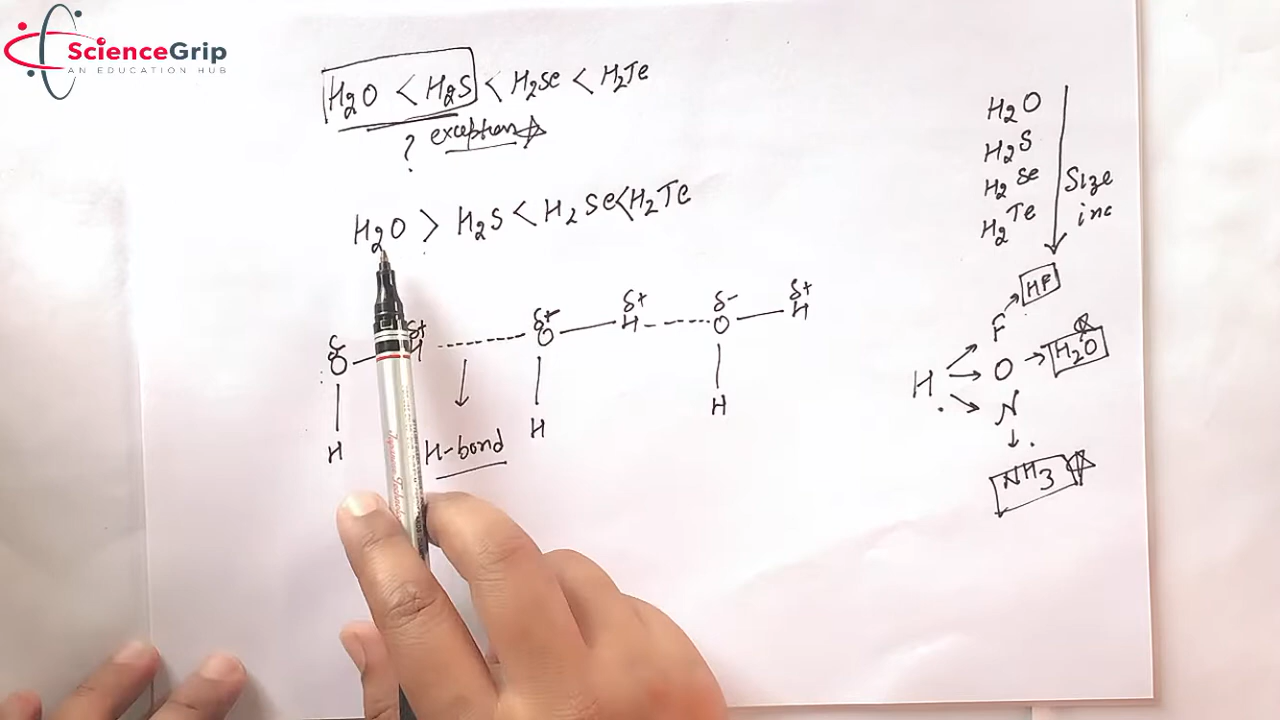 ScienceGrip
AN EDUCATION HUB
H₂O < H₂S < H₂Se < H₂Te
? exception
H₂O > H₂S < H₂Se < H₂Te
δ- δ+ δ+ δ+ δ- δ+
O H O H O H
H H H
H-bond
H₂O
H₂S
H₂Se
H₂Te
Size
inc
F → HF
H O → H₂O
N
NH₃